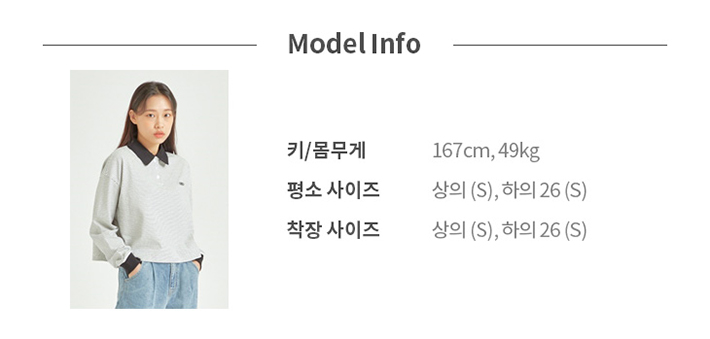 Model Info
키/몸무게 167cm, 49kg
평소 사이즈 상의 (S), 하의 26 (S)
착장 사이즈 상의 (S), 하의 26 (S)